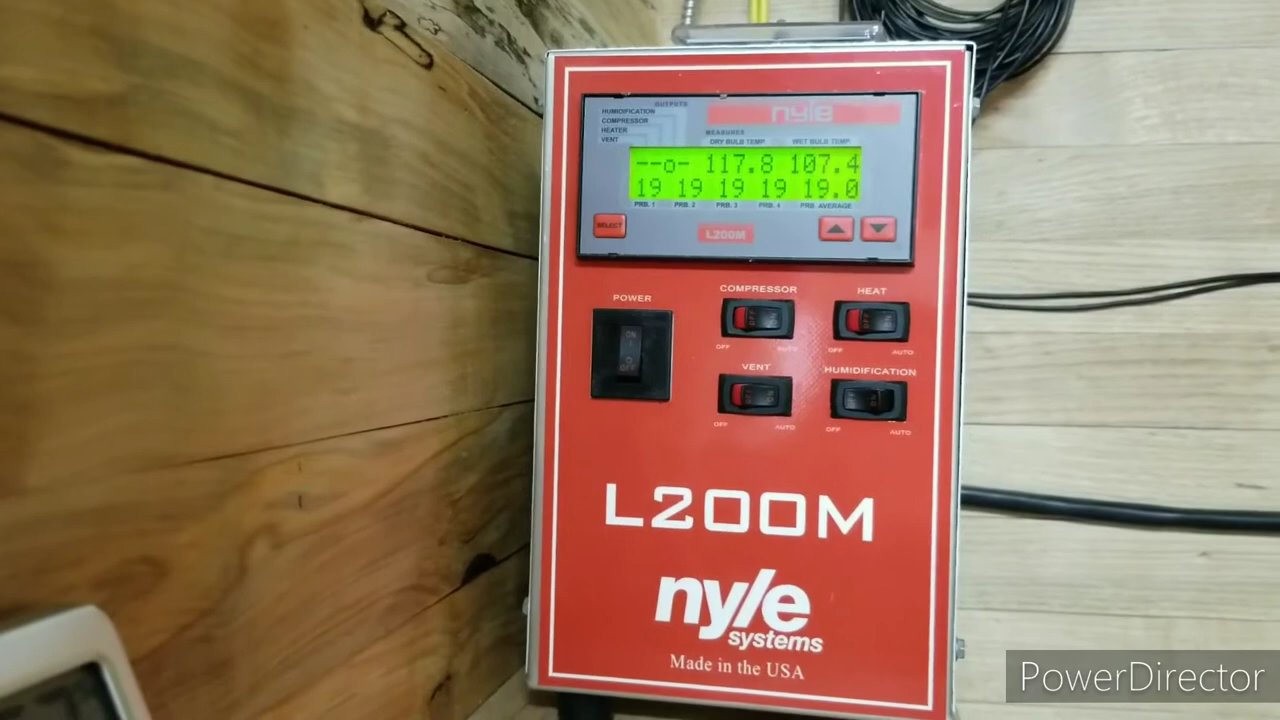 OUTPUTS
HUMIDIFICATION
COMPRESSOR
HEATER
VENT
nyle
MEASURED
DRY BULB TEMP. WET BULB TEMP.
--o- 117.8 107.4
19 19 19 19 19.0
PRB. 1 PRB. 2 PRB. 3 PRB. 4 PRB. AVERAGE
SELECT
L200M
POWER
COMPRESSOR
HEAT
OFF AUTO
OFF AUTO
VENT
HUMIDIFICATION
OFF AUTO
OFF AUTO
L200M
nyle
systems
Made in the USA
PowerDirector